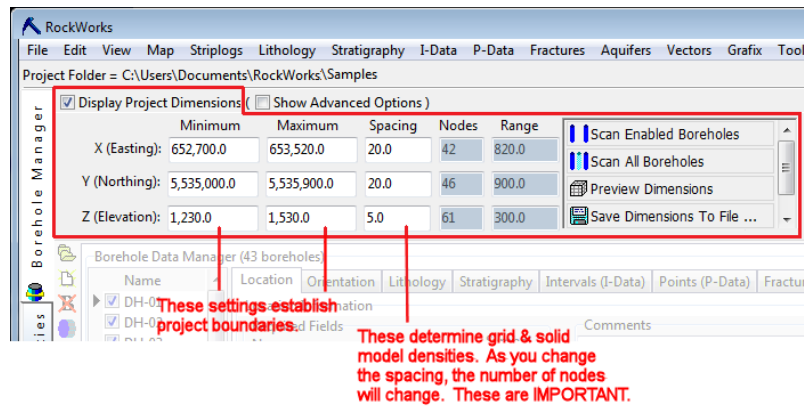 RockWorks
File Edit View Map Striplogs Lithology Stratigraphy I-Data P-Data Fractures Aquifers Vectors Grafix Tool
Project Folder = C:\Users\Documents\RockWorks\Samples
Display Project Dimensions ( Show Advanced Options )
Minimum Maximum Spacing Nodes Range
X (Easting): 652,700.0 653,520.0 20.0 42 820.0
Y (Northing): 5,535,000.0 5,535,900.0 20.0 46 900.0
Z (Elevation): 1,230.0 1,530.0 5.0 61 300.0
Scan Enabled Boreholes
Scan All Boreholes
Preview Dimensions
Save Dimensions To File ...
Borehole Manager
Borehole Data Manager (43 boreholes)
Name
Location Orientation Lithology Stratigraphy Intervals (I-Data) Points (P-Data) Fractu
DH-01
DH-02
Fields
Comments
These settings establish
project boundaries.
These determine grid & solid
model densities. As you change
the spacing, the number of nodes
will change. These are IMPORTANT.